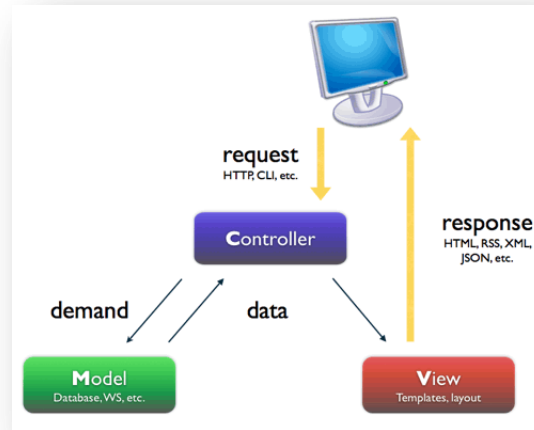 request
HTTP, CLI, etc.
response
HTML, RSS, XML,
JSON, etc.
Controller
demand
data
Model
Database, WS, etc.
View
Templates, layout